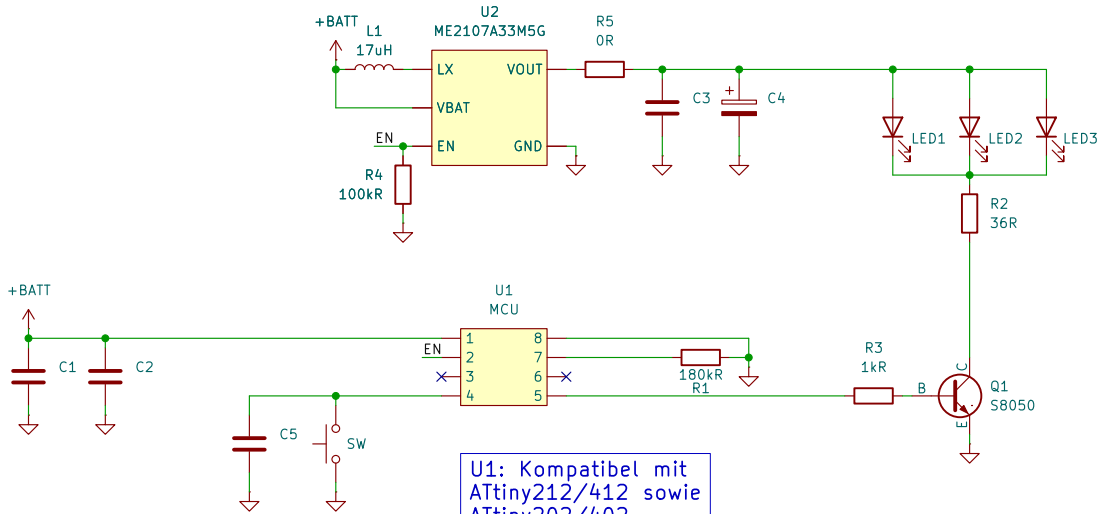 U2
ME2107A33M5G
+BATT
L1
17uH
LX
VBAT
EN
VOUT
GND
R5
0R
C3
+
C4
LED1
LED2
LED3
EN
R4
100kR
R2
36R
+BATT
C1
C2
U1
MCU
1
2
3
4
8
7
6
5
EN
180kR
R1
R3
1kR
B
C
E
Q1
S8050
C5
SW
U1: Kompatibel mit
ATtiny212/412 sowie
ATtiny202/402